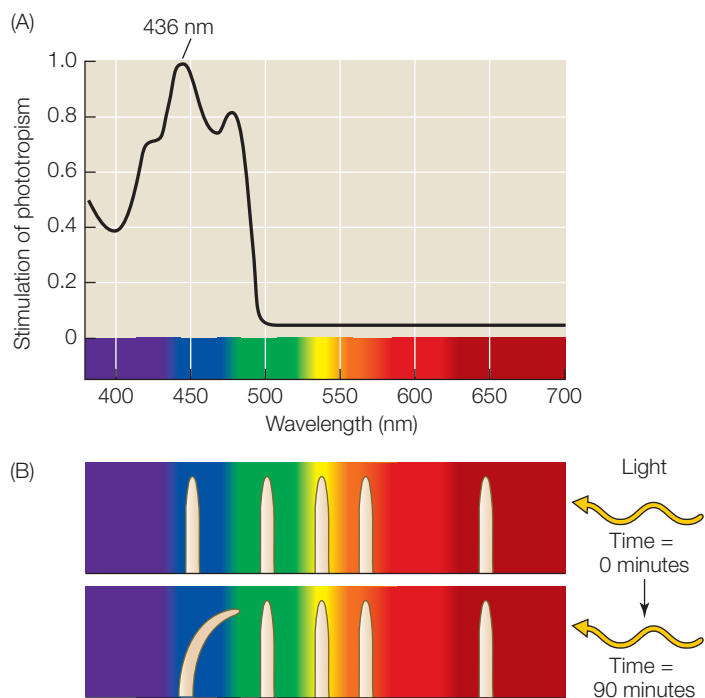 (A)
436 nm
Stimulation of phototropism
1.0
0.8
0.6
0.4
0.2
0
400 450 500 550 600 650 700
Wavelength (nm)
(B)
Light
Time =
0 minutes
Time =
90 minutes